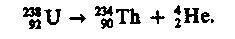 ²³⁸₉₂U → ²³⁴₉₀Th + ⁴₂He.